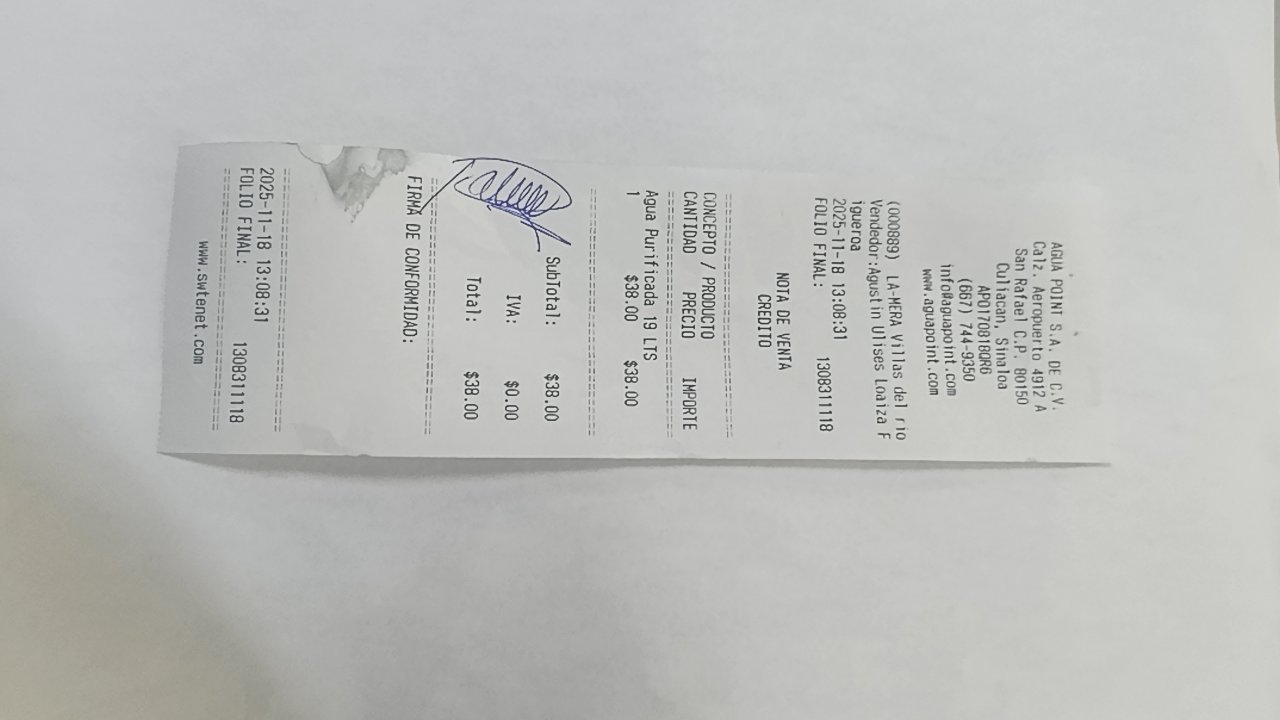 AGUA POINT S.A. DE C.V.
Calz. Aeropuerto 4912 A
San Rafael C.P. 80150
Culiacan, Sinaloa
APO170818QR6
(667) 744-9350
info@aguapoint.com
www.aguapoint.com
(000889) LA-MERA Villas del rio
Vendedor:Agustin Ulises Loaiza F
igueroa
2025-11-18 13:08:31
FOLIO FINAL: 1308311118
NOTA DE VENTA
CREDITO
================================
CONCEPTO / PRODUCTO
CANTIDAD PRECIO IMPORTE
================================
Agua Purificada 19 LTS
1 $38.00 $38.00
================================
SubTotal: $38.00
IVA: $0.00
Total: $38.00
================================
FIRMA DE CONFORMIDAD:
================================
2025-11-18 13:08:31
FOLIO FINAL: 1308311118
================================
www.swtenet.com